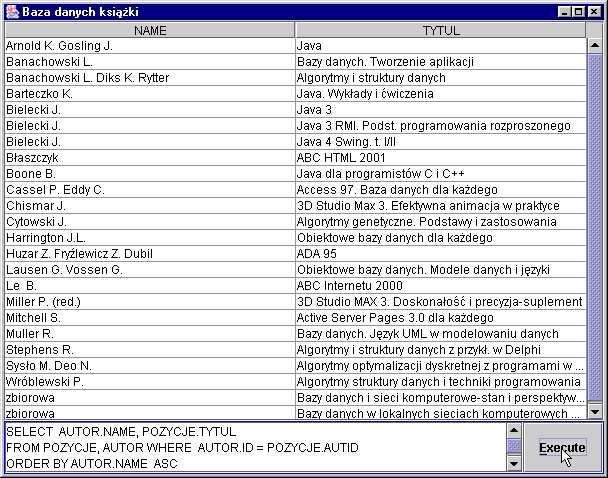 Baza danych książki
NAME TYTUL
Arnold K. Gosling J. Java
Banachowski L. Bazy danych. Tworzenie aplikacji
Banachowski L. Diks K. Rytter Algorytmy i struktury danych
Barteczko K. Java. Wykłady i ćwiczenia
Bielecki J. Java 3
Bielecki J. Java 3 RMI. Podst. programowania rozproszonego
Bielecki J. Java 4 Swing. t. I/II
Błaszczyk ABC HTML 2001
Boone B. Java dla programistów C i C++
Cassel P. Eddy C. Access 97. Baza danych dla każdego
Chismar J. 3D Studio Max 3. Efektywna animacja w praktyce
Cytowski J. Algorytmy genetyczne. Podstawy i zastosowania
Harrington J.L. Obiektowe bazy danych dla każdego
Huzar Z. Fryźlewicz Z. Dubil ADA 95
Lausen G. Vossen G. Obiektowe bazy danych. Modele danych i języki
Le B. ABC Internetu 2000
Miller P. (red.) 3D Studio MAX 3. Doskonałość i precyzja-suplement
Mitchell S. Active Server Pages 3.0 dla każdego
Muller R. Bazy danych. Język UML w modelowaniu danych
Stephens R. Algorytmy i struktury danych z przykł. w Delphi
Sysło M. Deo N. Algorytmy optymalizacji dyskretnej z programami w ...
Wróblewski P. Algorytmy struktury danych i techniki programowania
zbiorowa Bazy danych i sieci komputerowe-stan i perspektyw...
zbiorowa Bazy danych w lokalnych sieciach komputerowych ...
SELECT AUTOR.NAME, POZYCJE.TYTUL
FROM POZYCJE, AUTOR WHERE AUTOR.ID = POZYCJE.AUTID
ORDER BY AUTOR.NAME ASC
Execute